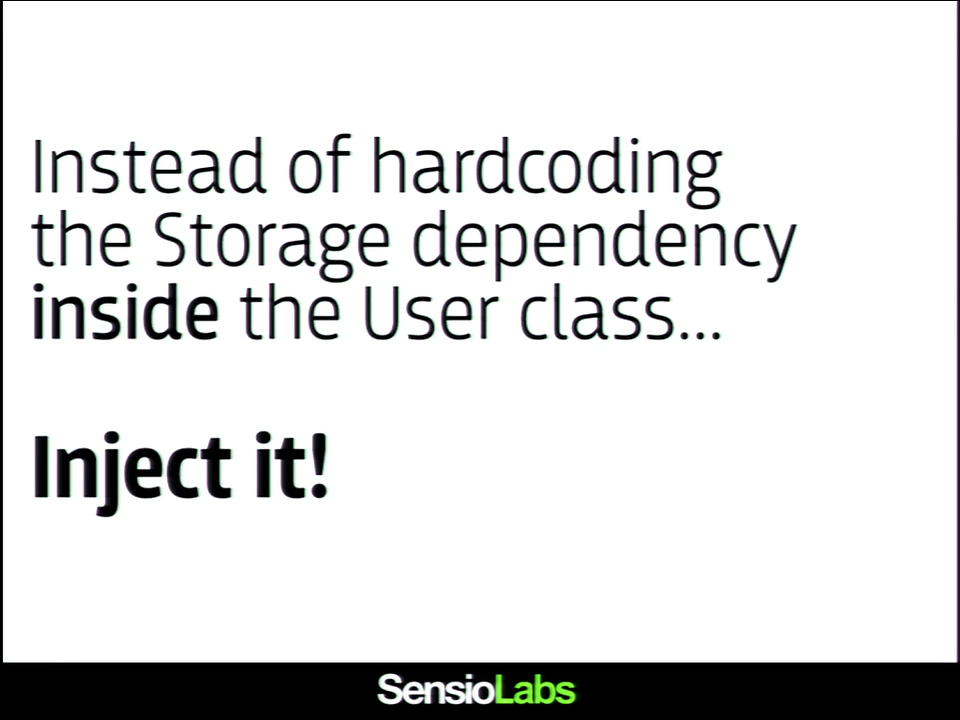 Instead of hardcoding
the Storage dependency
inside the User class...
Inject it!
SensioLabs